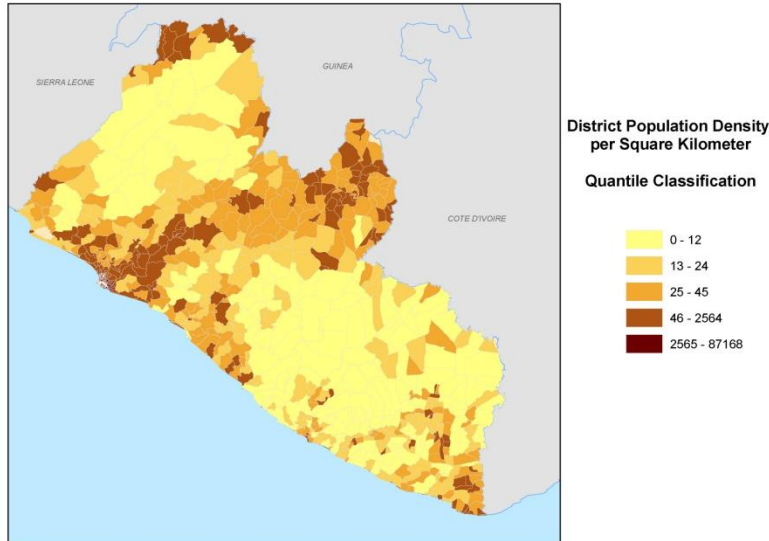 SIERRA LEONE
GUINEA
COTE D'IVOIRE
District Population Density
per Square Kilometer
Quantile Classification
0 - 12
13 - 24
25 - 45
46 - 2564
2565 - 87168